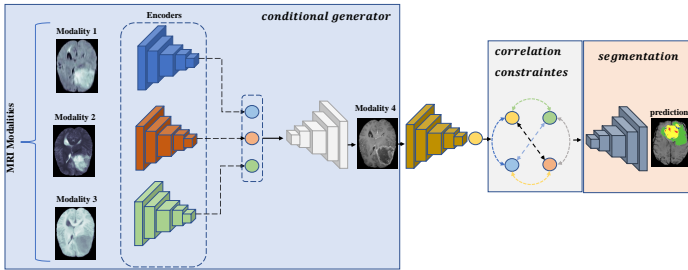 Encoders
conditional generator
MRI Modalities
Modality 1
Modality 2
Modality 3
Modality 4
correlation
constraintes
segmentation
prediction